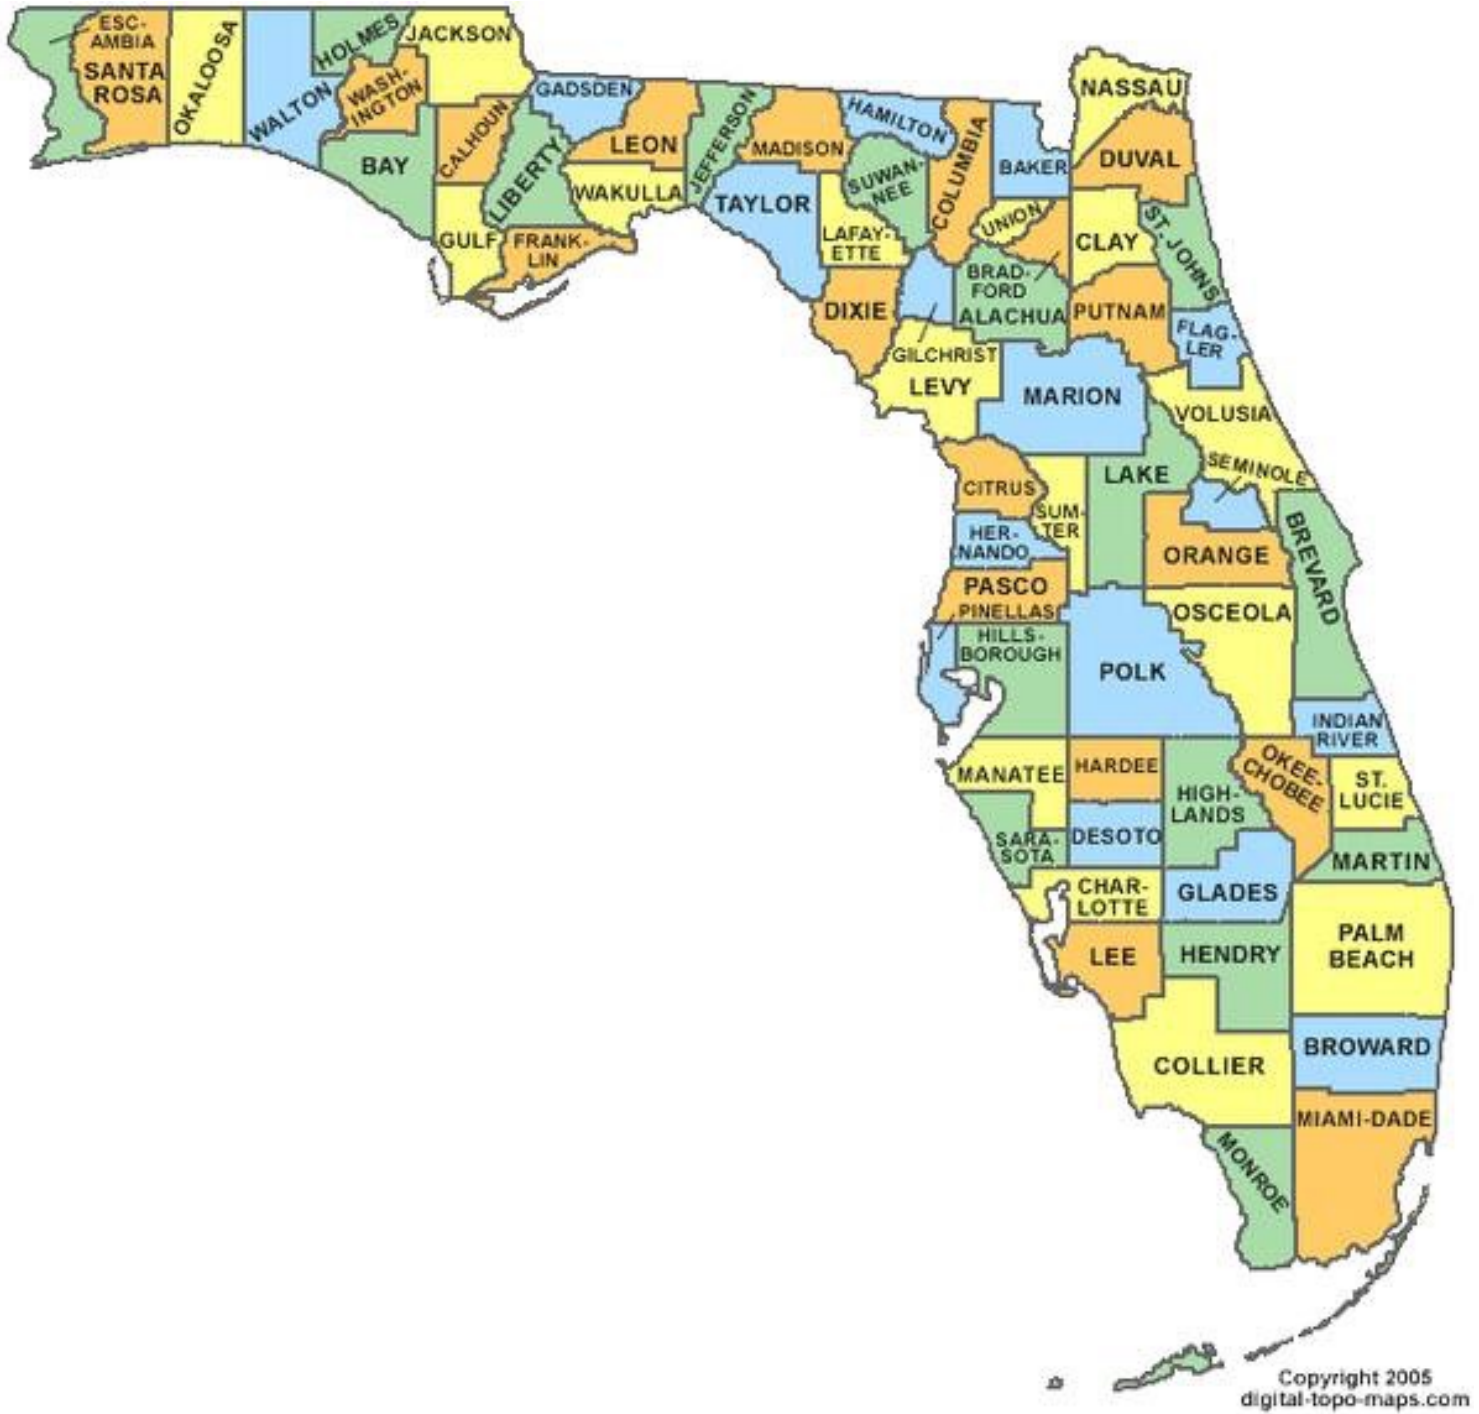 ESC-
AMBIA
SANTA
ROSA
OKALOOSA
WALTON
HOLMES
WASH-
INGTON
JACKSON
BAY
CALHOUN
GULF
LIBERTY
GADSDEN
FRANK-
LIN
LEON
WAKULLA
JEFFERSON
MADISON
TAYLOR
HAMILTON
SUWAN-
NEE
LAFAY-
ETTE
DIXIE
COLUMBIA
BAKER
UNION
BRAD-
FORD
ALACHUA
GILCHRIST
LEVY
NASSAU
DUVAL
CLAY
ST. JOHNS
PUTNAM
FLAG-
LER
MARION
VOLUSIA
CITRUS
SUM-
TER
LAKE
SEMINOLE
HER-
NANDO
ORANGE
BREVARD
PASCO
PINELLAS
HILLS-
BOROUGH
POLK
OSCEOLA
INDIAN
RIVER
MANATEE
HARDEE
HIGH-
LANDS
OKEE-
CHOBEE
ST.
LUCIE
SARA-
SOTA
DESOTO
MARTIN
CHAR-
LOTTE
GLADES
LEE
HENDRY
PALM
BEACH
COLLIER
BROWARD
MIAMI-DADE
MONROE
Copyright 2005
digital-topo-maps.com